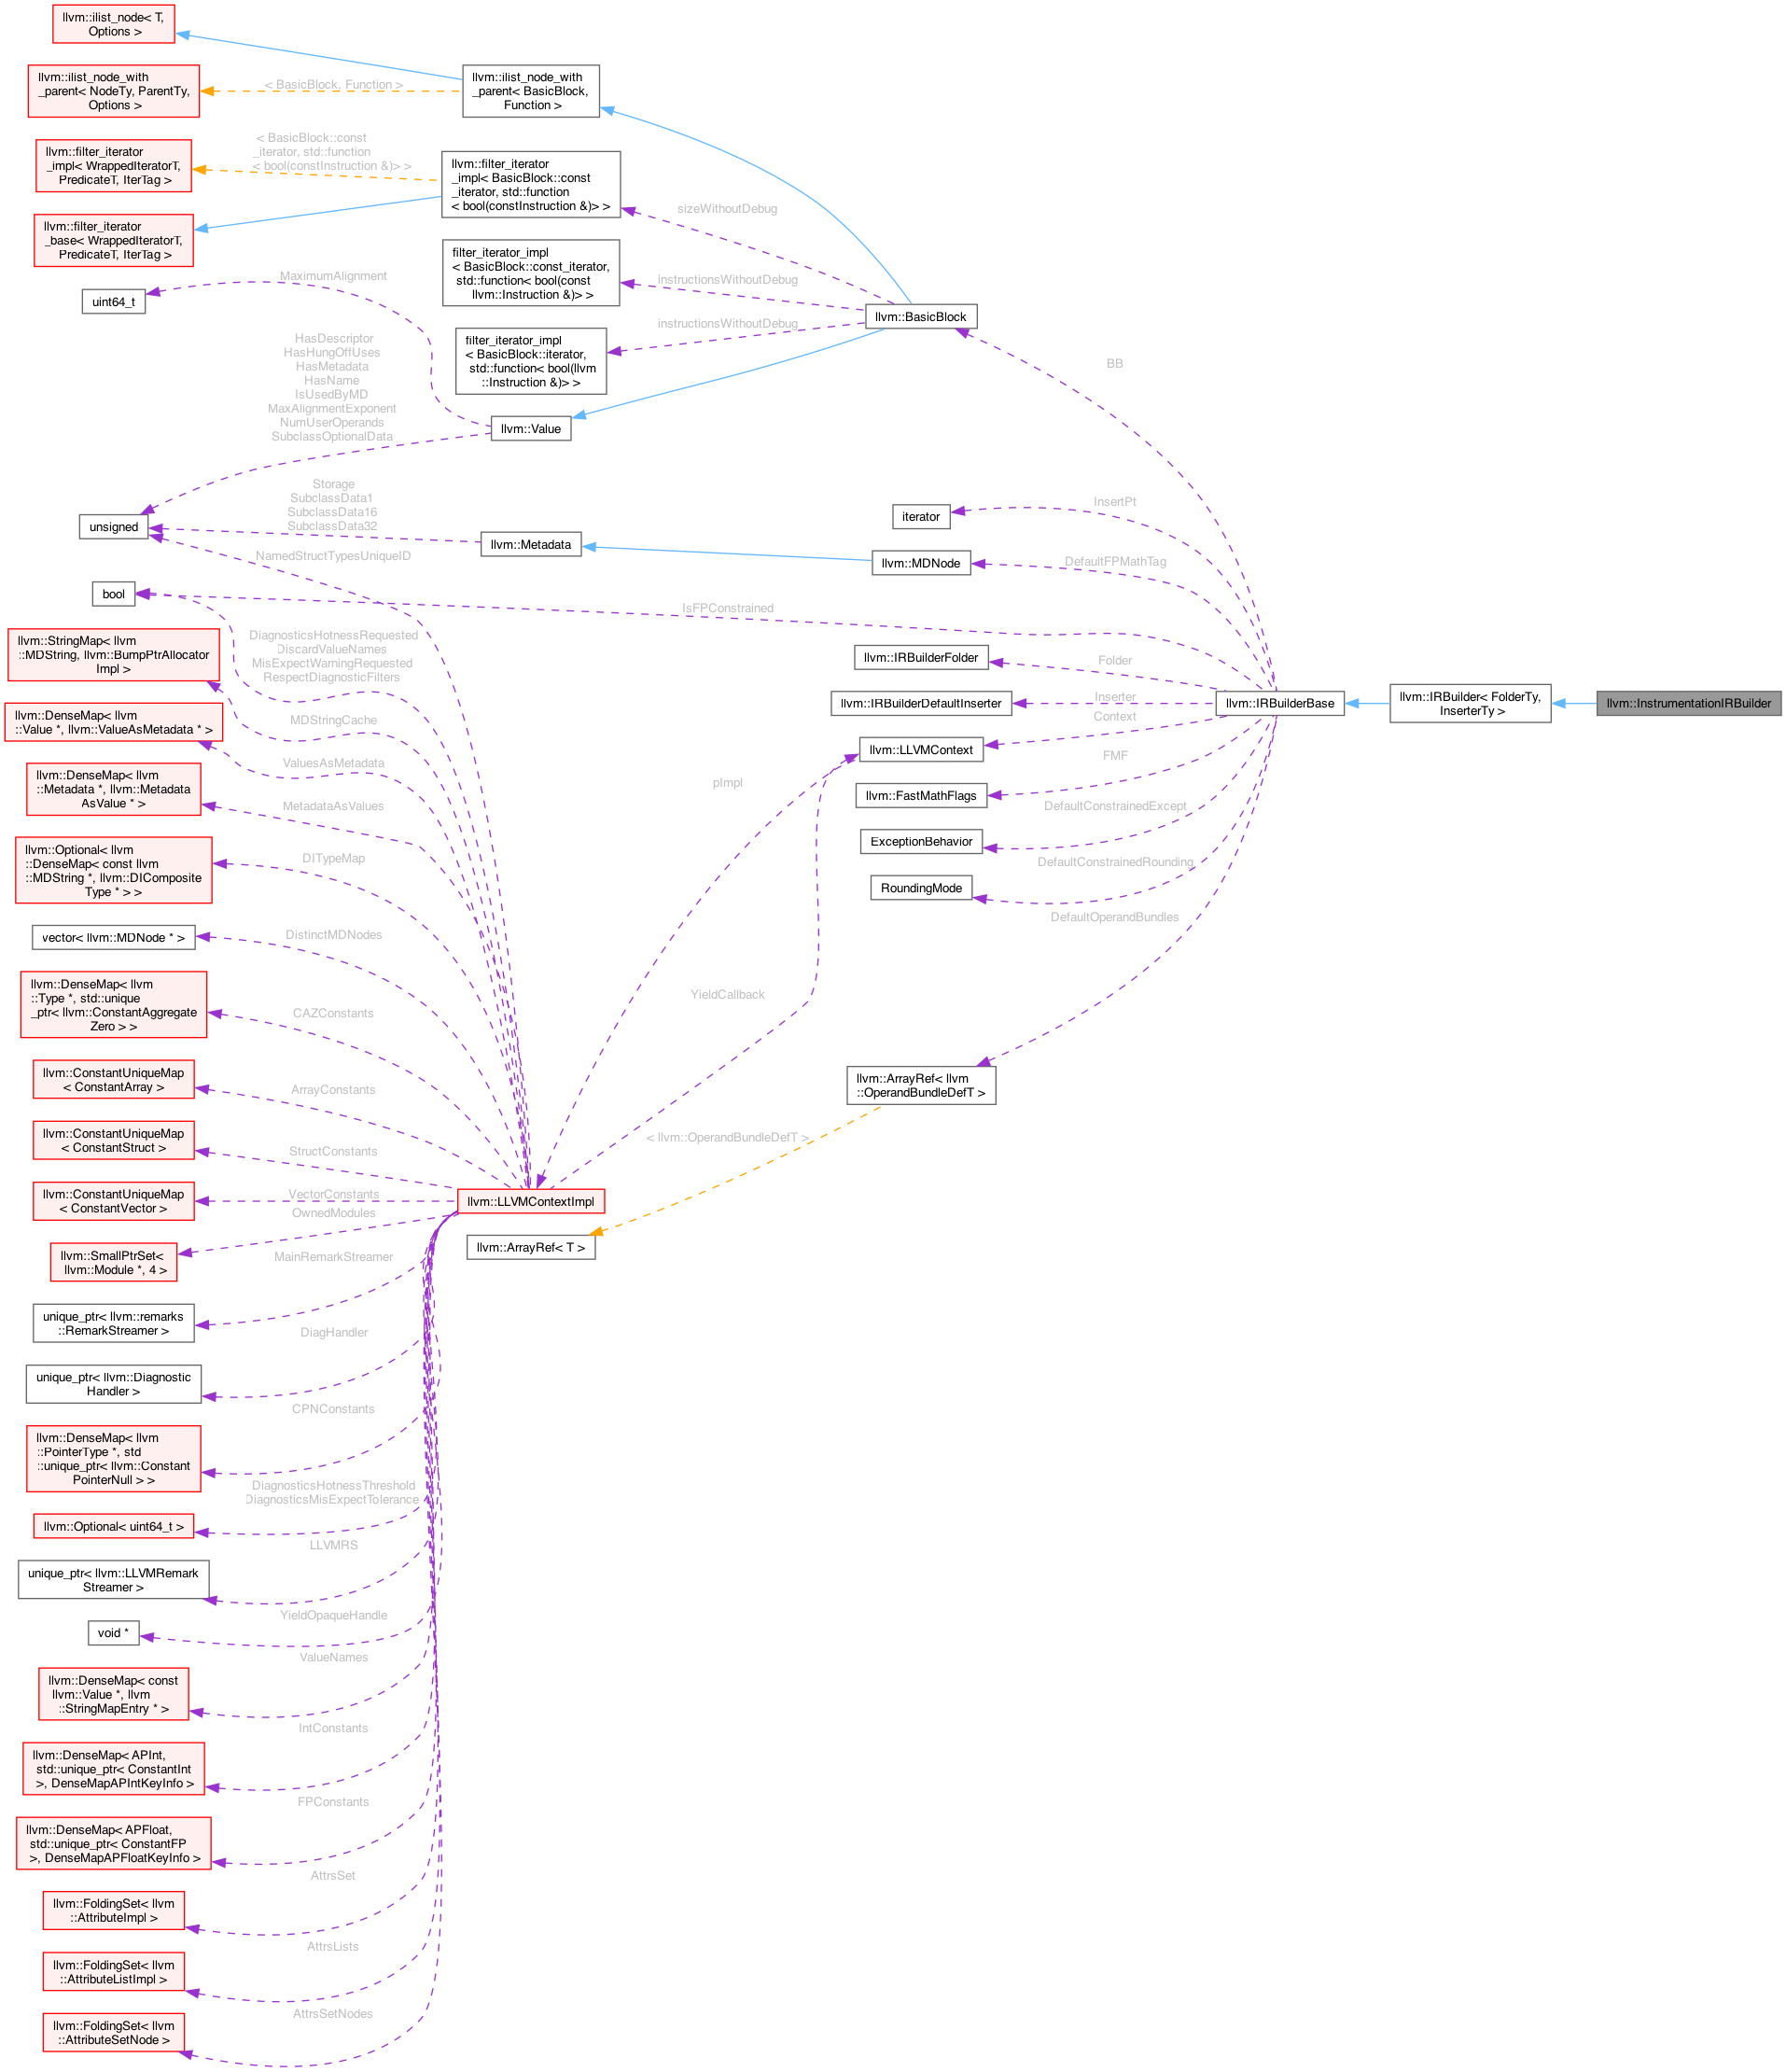 llvm::ilist_node< T,
Options >
llvm::ilist_node_with
_parent< NodeTy, ParentTy,
Options >
< BasicBlock, Function >
llvm::ilist_node_with
_parent< BasicBlock,
Function >
llvm::filter_iterator
_impl< WrappedIteratorT,
PredicateT, IterTag >
< BasicBlock::const
_iterator, std::function
< bool(constInstruction &)> >
llvm::filter_iterator
_impl< BasicBlock::const
_iterator, std::function
< bool(constInstruction &)> >
llvm::filter_iterator
_base< WrappedIteratorT,
PredicateT, IterTag >
sizeWithoutDebug
filter_iterator_impl
< BasicBlock::const_iterator,
std::function< bool(const
llvm::Instruction &)> >
instructionsWithoutDebug
uint64_t
MaximumAlignment
llvm::BasicBlock
instructionsWithoutDebug
filter_iterator_impl
< BasicBlock::iterator,
std::function< bool(llvm
::Instruction &)> >
HasDescriptor
HasHungOffUses
HasMetadata
HasName
IsUsedByMD
MaxAlignmentExponent
NumUserOperands
SubclassOptionalData
llvm::Value
BB
Storage
SubclassData1
SubclassData16
SubclassData32
unsigned
llvm::Metadata
iterator
InsertPt
llvm::MDNode
DefaultFPMathTag
NamedStructTypesUniqueID
bool
IsFPConstrained
DiagnosticsHotnessRequested
DiscardValueNames
MisExpectWarningRequested
RespectDiagnosticFilters
llvm::StringMap< llvm
::MDString, llvm::BumpPtrAllocator
Impl >
llvm::IRBuilderFolder
Folder
llvm::IRBuilderDefaultInserter
Inserter
llvm::IRBuilderBase
llvm::IRBuilder< FolderTy,
InserterTy >
llvm::InstrumentationIRBuilder
llvm::DenseMap< llvm
::Value *, llvm::ValueAsMetadata * >
MDStringCache
Context
llvm::LLVMContext
ValuesAsMetadata
FMF
llvm::FastMathFlags
llvm::DenseMap< llvm
::Metadata *, llvm::Metadata
AsValue * >
MetadataAsValues
pImpl
DefaultConstrainedExcept
ExceptionBehavior
llvm::Optional< llvm
::DenseMap< const llvm
::MDString *, llvm::DIComposite
Type * > >
DITypeMap
DefaultConstrainedRounding
RoundingMode
DefaultOperandBundles
vector< llvm::MDNode * >
DistinctMDNodes
YieldCallback
llvm::DenseMap< llvm
::Type *, std::unique
_ptr< llvm::ConstantAggregate
Zero > >
CAZConstants
llvm::ConstantUniqueMap
< ConstantArray >
ArrayConstants
llvm::ArrayRef< llvm
::OperandBundleDefT >
< llvm::OperandBundleDefT >
llvm::ConstantUniqueMap
< ConstantStruct >
StructConstants
llvm::ConstantUniqueMap
< ConstantVector >
VectorConstants
llvm::LLVMContextImpl
OwnedModules
llvm::SmallPtrSet<
llvm::Module *, 4 >
llvm::ArrayRef< T >
MainRemarkStreamer
unique_ptr< llvm::remarks
::RemarkStreamer >
DiagHandler
unique_ptr< llvm::Diagnostic
Handler >
CPNConstants
llvm::DenseMap< llvm
::PointerType *, std
::unique_ptr< llvm::Constant
PointerNull > >
DiagnosticsHotnessThreshold
DiagnosticsMisExpectTolerance
llvm::Optional< uint64_t >
LLVMRS
unique_ptr< llvm::LLVMRemark
Streamer >
YieldOpaqueHandle
void *
ValueNames
llvm::DenseMap< const
llvm::Value *, llvm
::StringMapEntry * >
IntConstants
llvm::DenseMap< APInt,
std::unique_ptr< ConstantInt
>, DenseMapAPIntKeyInfo >
FPConstants
llvm::DenseMap< APFloat,
std::unique_ptr< ConstantFP
>, DenseMapAPFloatKeyInfo >
AttrsSet
llvm::FoldingSet< llvm
::AttributeImpl >
AttrsLists
llvm::FoldingSet< llvm
::AttributeListImpl >
AttrsSetNodes
llvm::FoldingSet< llvm
::AttributeSetNode >